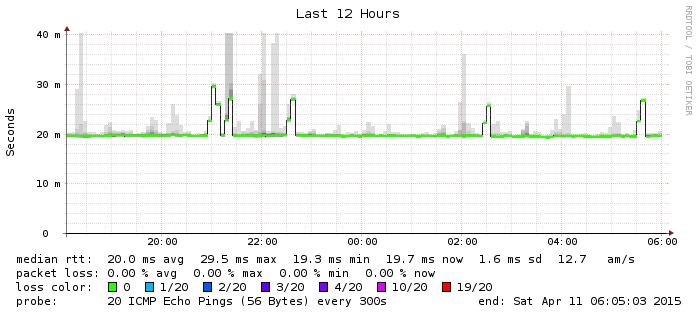 Last 12 Hours
RRDTOOL / TOBI OETIKER
Seconds
40 m
30 m
20 m
10 m
0
20:00 22:00 00:00 02:00 04:00 06:00
median rtt: 20.0 ms avg 29.5 ms max 19.3 ms min 19.7 ms now 1.6 ms sd 12.7 am/s
packet loss: 0.00 % avg 0.00 % max 0.00 % min 0.00 % now
loss color: 0 1/20 2/20 3/20 4/20 10/20 19/20
probe: 20 ICMP Echo Pings (56 Bytes) every 300s end: Sat Apr 11 06:05:03 2015